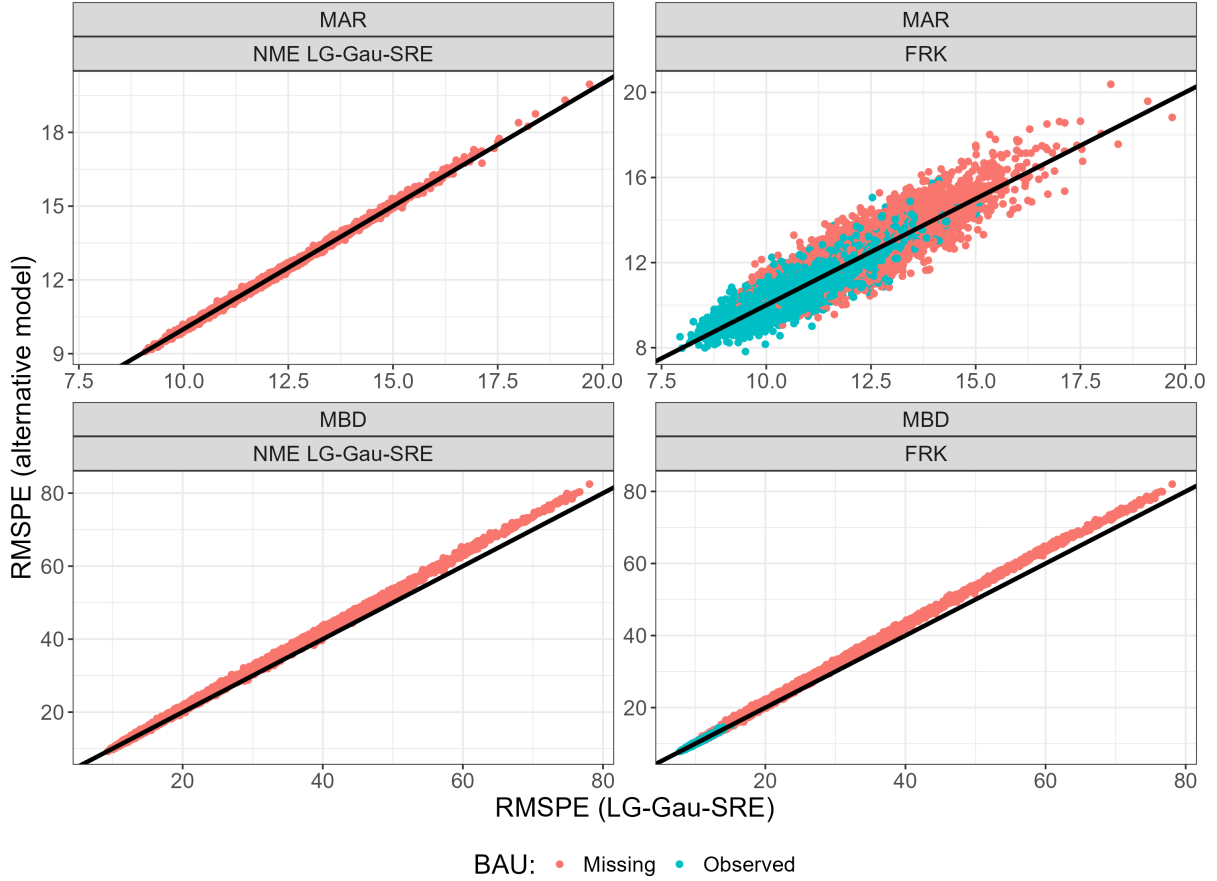 MAR
NME LG-Gau-SRE
18
15
12
9
7.5 10.0 12.5 15.0 17.5 20.0
MAR
FRK
20
16
12
8
7.5 10.0 12.5 15.0 17.5 20.0
RMSPE (alternative model)
MBD
NME LG-Gau-SRE
80
60
40
20
20 40 60 80
MBD
FRK
80
60
40
20
20 40 60 80
RMSPE (LG-Gau-SRE)
BAU: Missing Observed